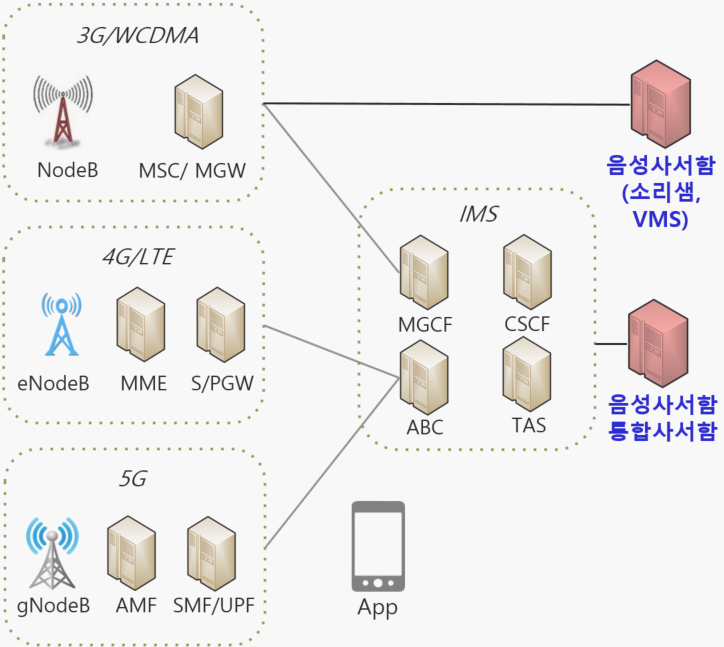 3G/WCDMA
NodeB
MSC/ MGW
음성사서함
(소리샘,
VMS)
4G/LTE
eNodeB
MME
S/PGW
IMS
MGCF
CSCF
ABC
TAS
음성사서함
통합사서함
5G
gNodeB
AMF
SMF/UPF
App